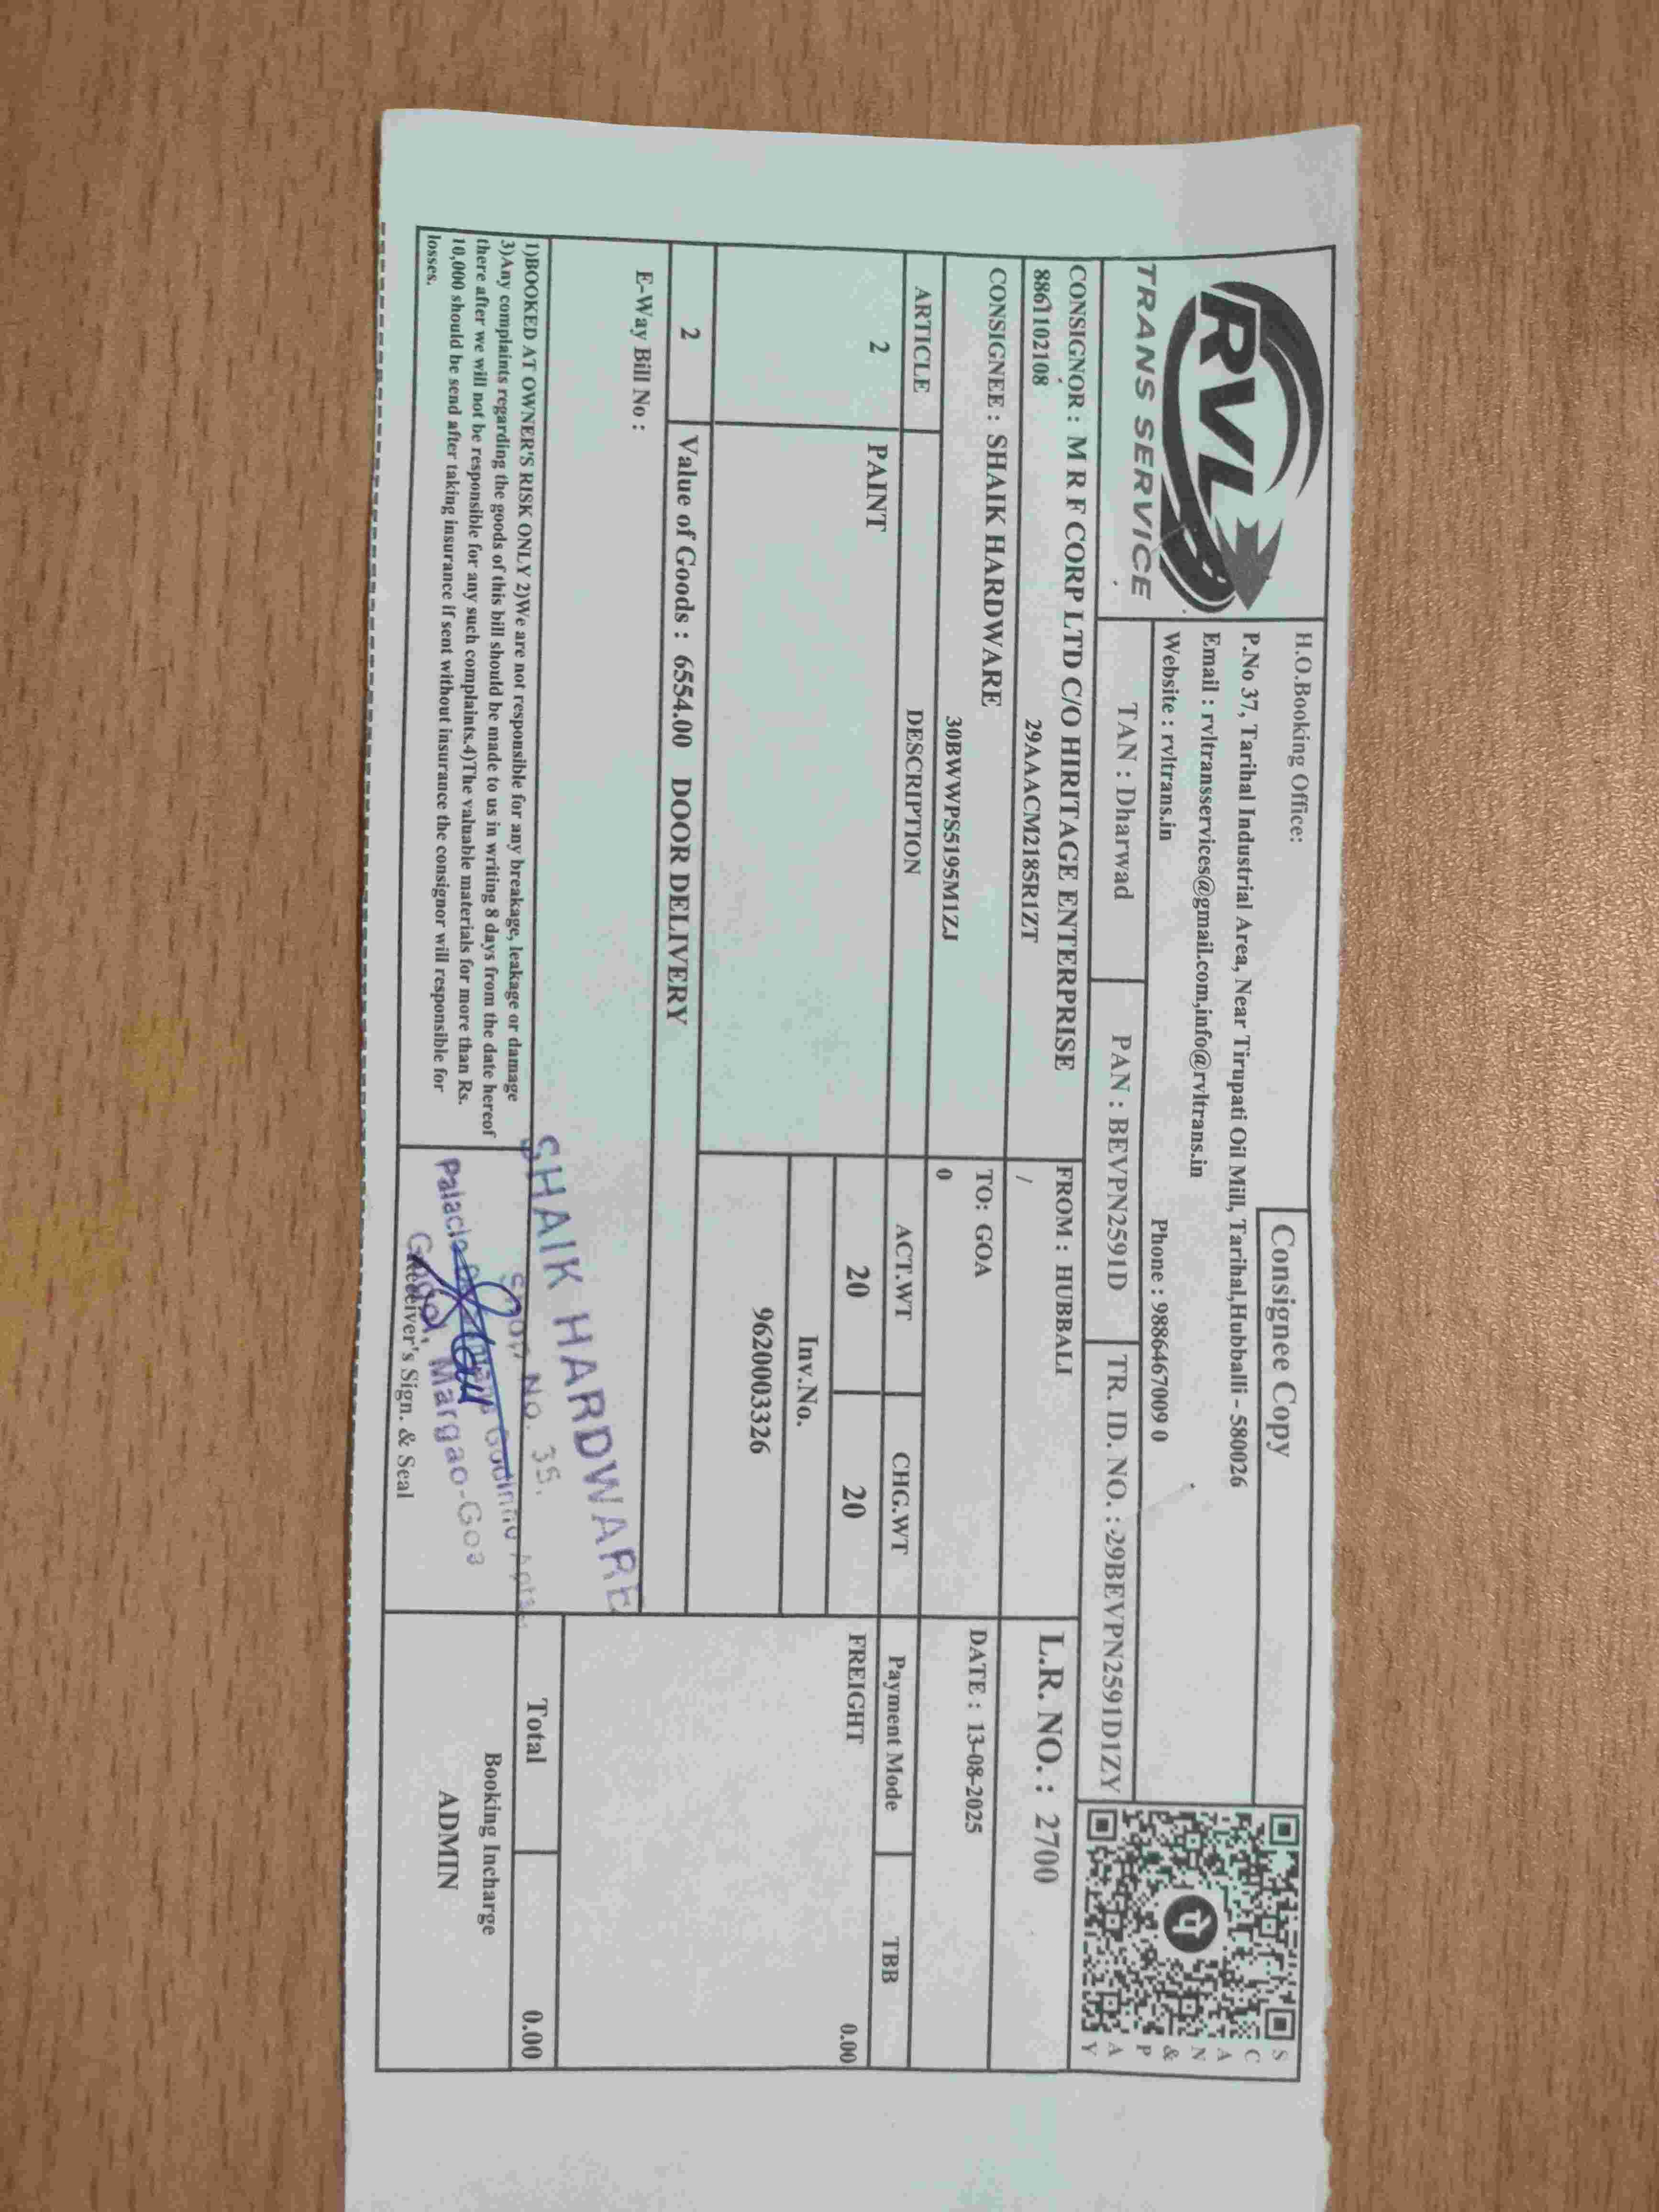 RVL
TRANS SERVICE
H.O.Booking Office:
Consignee Copy
P.No 37, Tarihal Industrial Area, Near Tirupati Oil Mill, Tarihal,Hubballi - 580026
Email : rvltransservices@gmail.com,info@rvltrans.in
Website : rvltrans.in
Phone : 9886467009 0
SCAN & PAY
TAN : Dharwad
PAN : BEVPN2591D
TR. ID. NO. : 29BEVPN2591D1ZY
CONSIGNOR : M R F CORP LTD C/O HIRITAGE ENTERPRISE
8861102108 29AAACM2185R1ZT
FROM : HUBBALI
/
L.R. NO. : 2700
CONSIGNEE : SHAIK HARDWARE
30BWWPS5195M1ZJ
TO: GOA
0
DATE : 13-08-2025
ARTICLE DESCRIPTION ACT.WT CHG.WT Payment Mode TBB
2 PAINT 20 20 FREIGHT 0.00
Inv.No.
9620003326
2 Value of Goods : 6554.00 DOOR DELIVERY
E-Way Bill No :
SHAIK HARDWARE
Shop No. 35.
Margao-Goa
Total 0.00
1)BOOKED AT OWNER'S RISK ONLY 2)We are not responsible for any breakage, leakage or damage
3)Any complaints regarding the goods of this bill should be made to us in writing 8 days from the date hereof
there after we will not be responsible for any such complaints.4)The valuable materials for more than Rs.
10,000 should be send after taking insurance if sent without insurance the consignor will responsible for
losses.
Receiver's Sign. & Seal
Booking Incharge
ADMIN